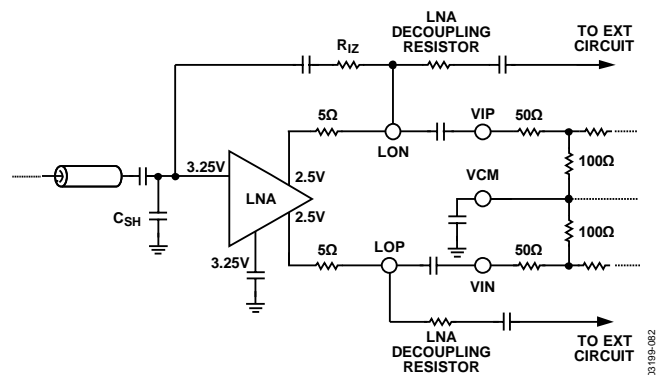 LNA
DECOUPLING
RESISTOR
TO EXT
CIRCUIT
RIZ
5Ω
VIP
50Ω
LON
100Ω
3.25V
2.5V
VCM
LNA
2.5V
CSH
100Ω
5Ω
LOP
50Ω
3.25V
VIN
LNA
DECOUPLING
RESISTOR
TO EXT
CIRCUIT
03199-082